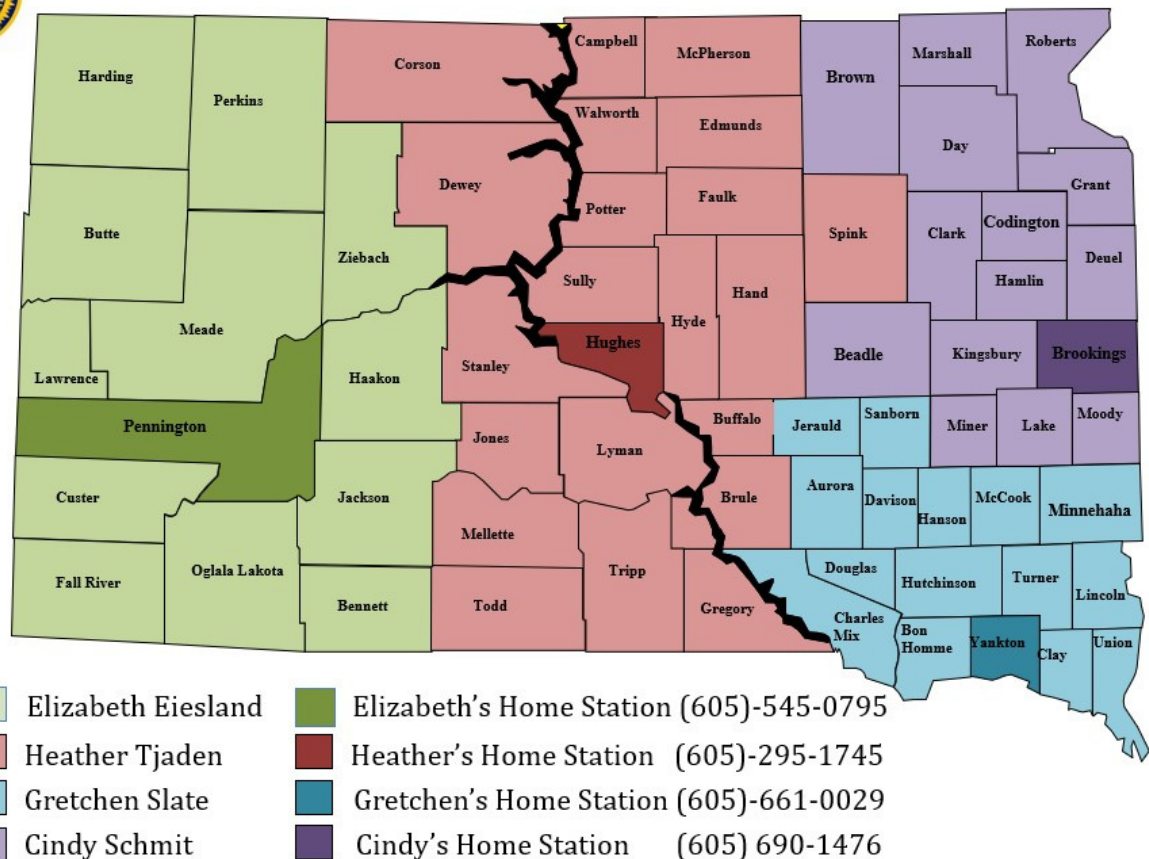 Harding
Perkins
Corson
Campbell
McPherson
Brown
Marshall
Roberts
Walworth
Edmunds
Day
Dewey
Potter
Faulk
Grant
Butte
Ziebach
Spink
Clark
Codington
Deuel
Sully
Hamlin
Meade
Hyde
Hand
Hughes
Beadle
Kingsbury
Brookings
Lawrence
Haakon
Stanley
Pennington
Jones
Lyman
Buffalo
Jerauld
Sanborn
Miner
Lake
Moody
Custer
Jackson
Mellette
Brule
Aurora
Davison
Hanson
McCook
Minnehaha
Fall River
Oglala Lakota
Bennett
Todd
Tripp
Gregory
Douglas
Charles
Mix
Hutchinson
Turner
Lincoln
Bon
Homme
Yankton
Clay
Union
Elizabeth Eiesland Elizabeth's Home Station (605)-545-0795
Heather Tjaden Heather's Home Station (605)-295-1745
Gretchen Slate Gretchen's Home Station (605)-661-0029
Cindy Schmit Cindy's Home Station (605) 690-1476